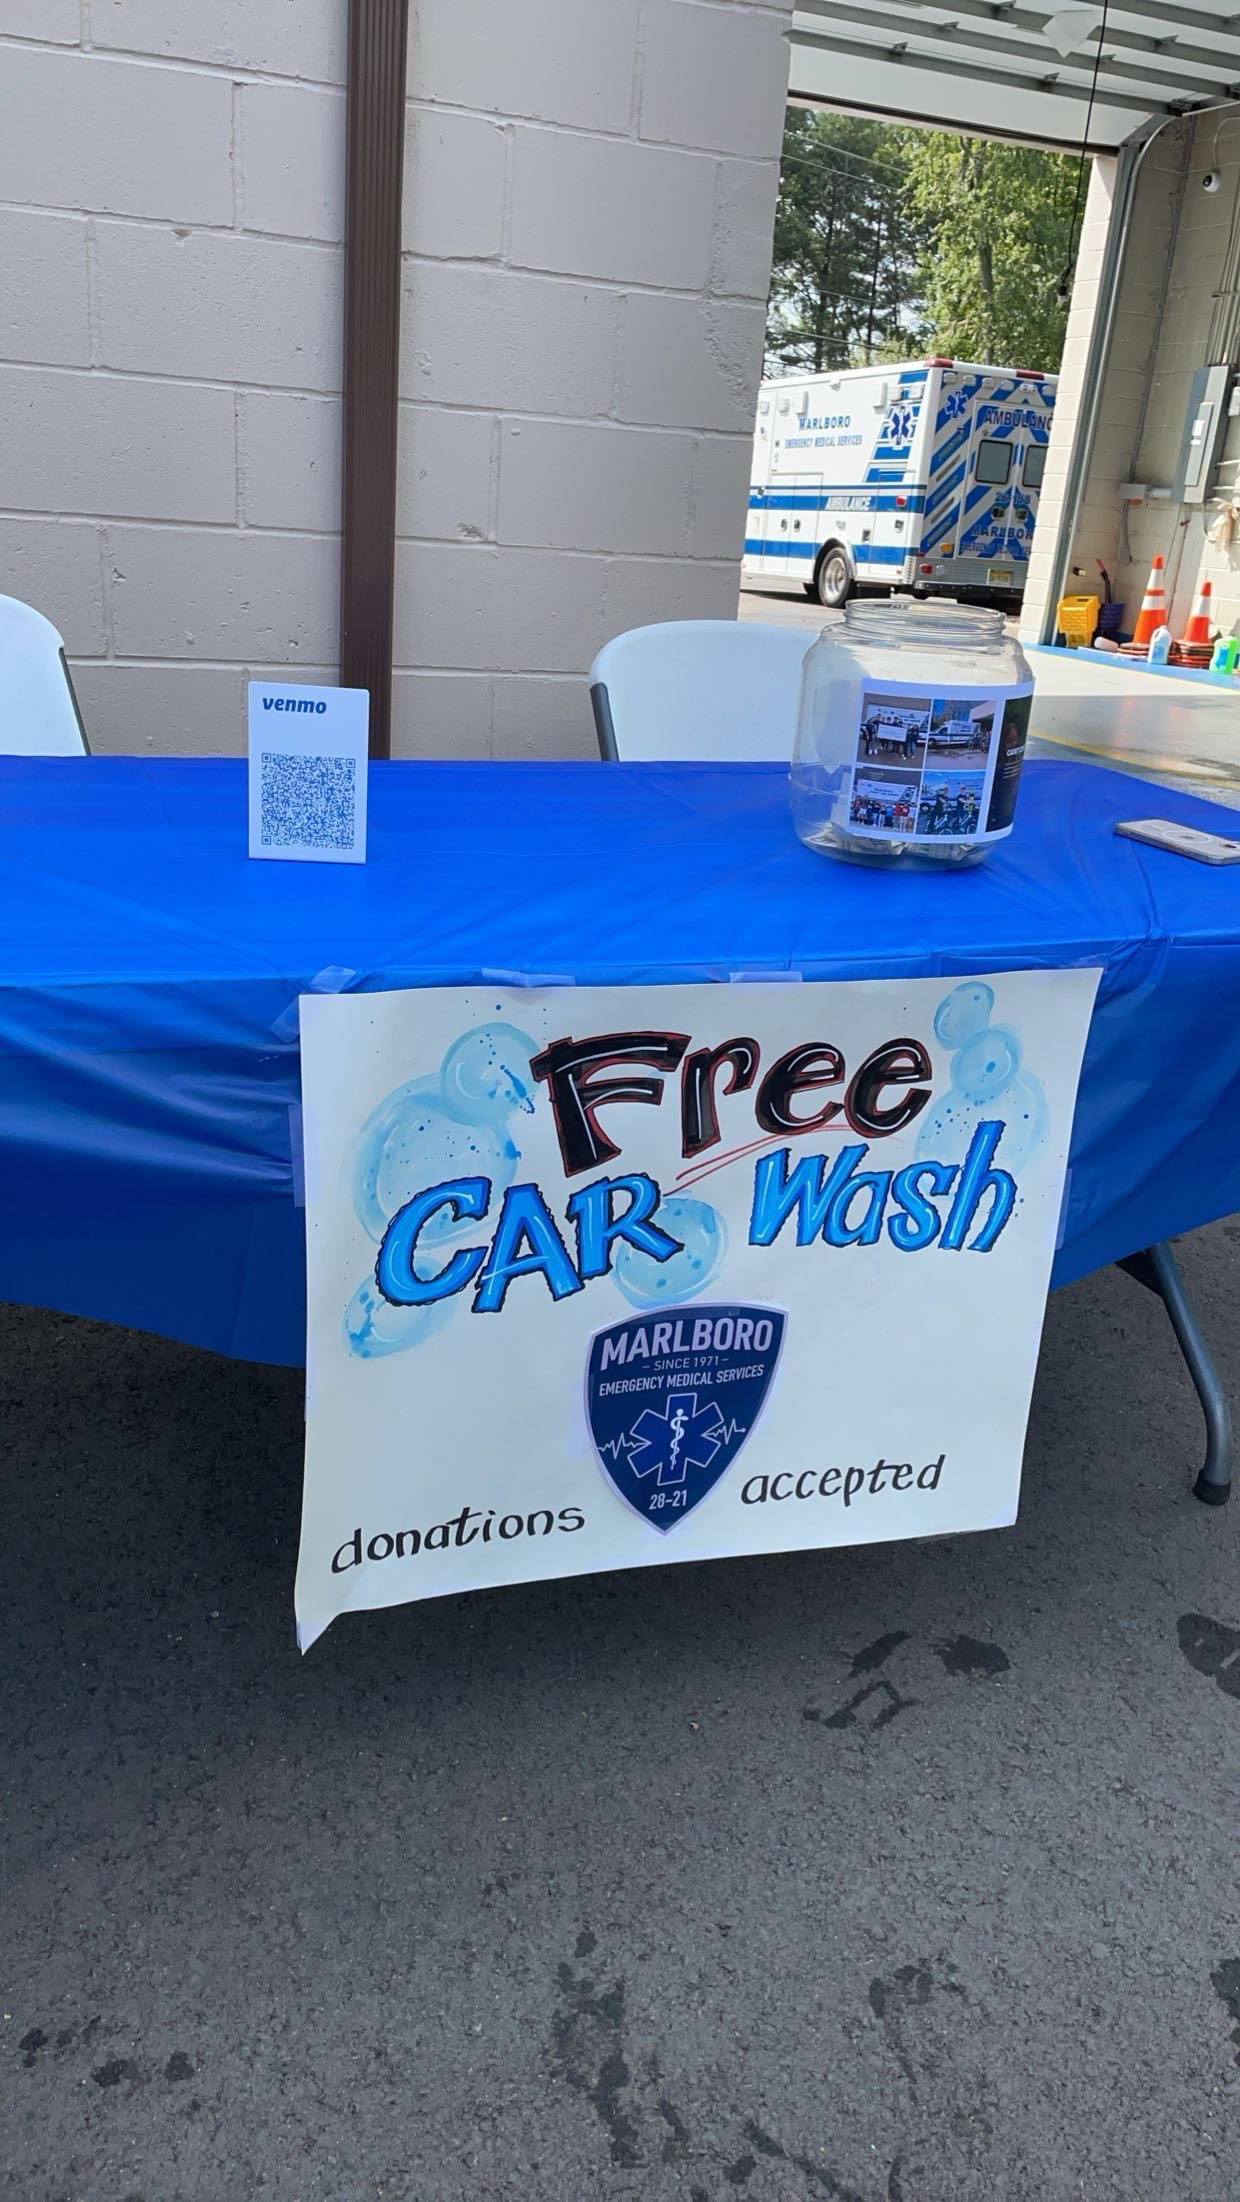 MARLBORO
EMERGENCY MEDICAL SERVICES
AMBULANCE
AMBULANC
venmo
Free
CAR Wash
MARLBORO
– SINCE 1971 –
EMERGENCY MEDICAL SERVICES
28-21
donations accepted